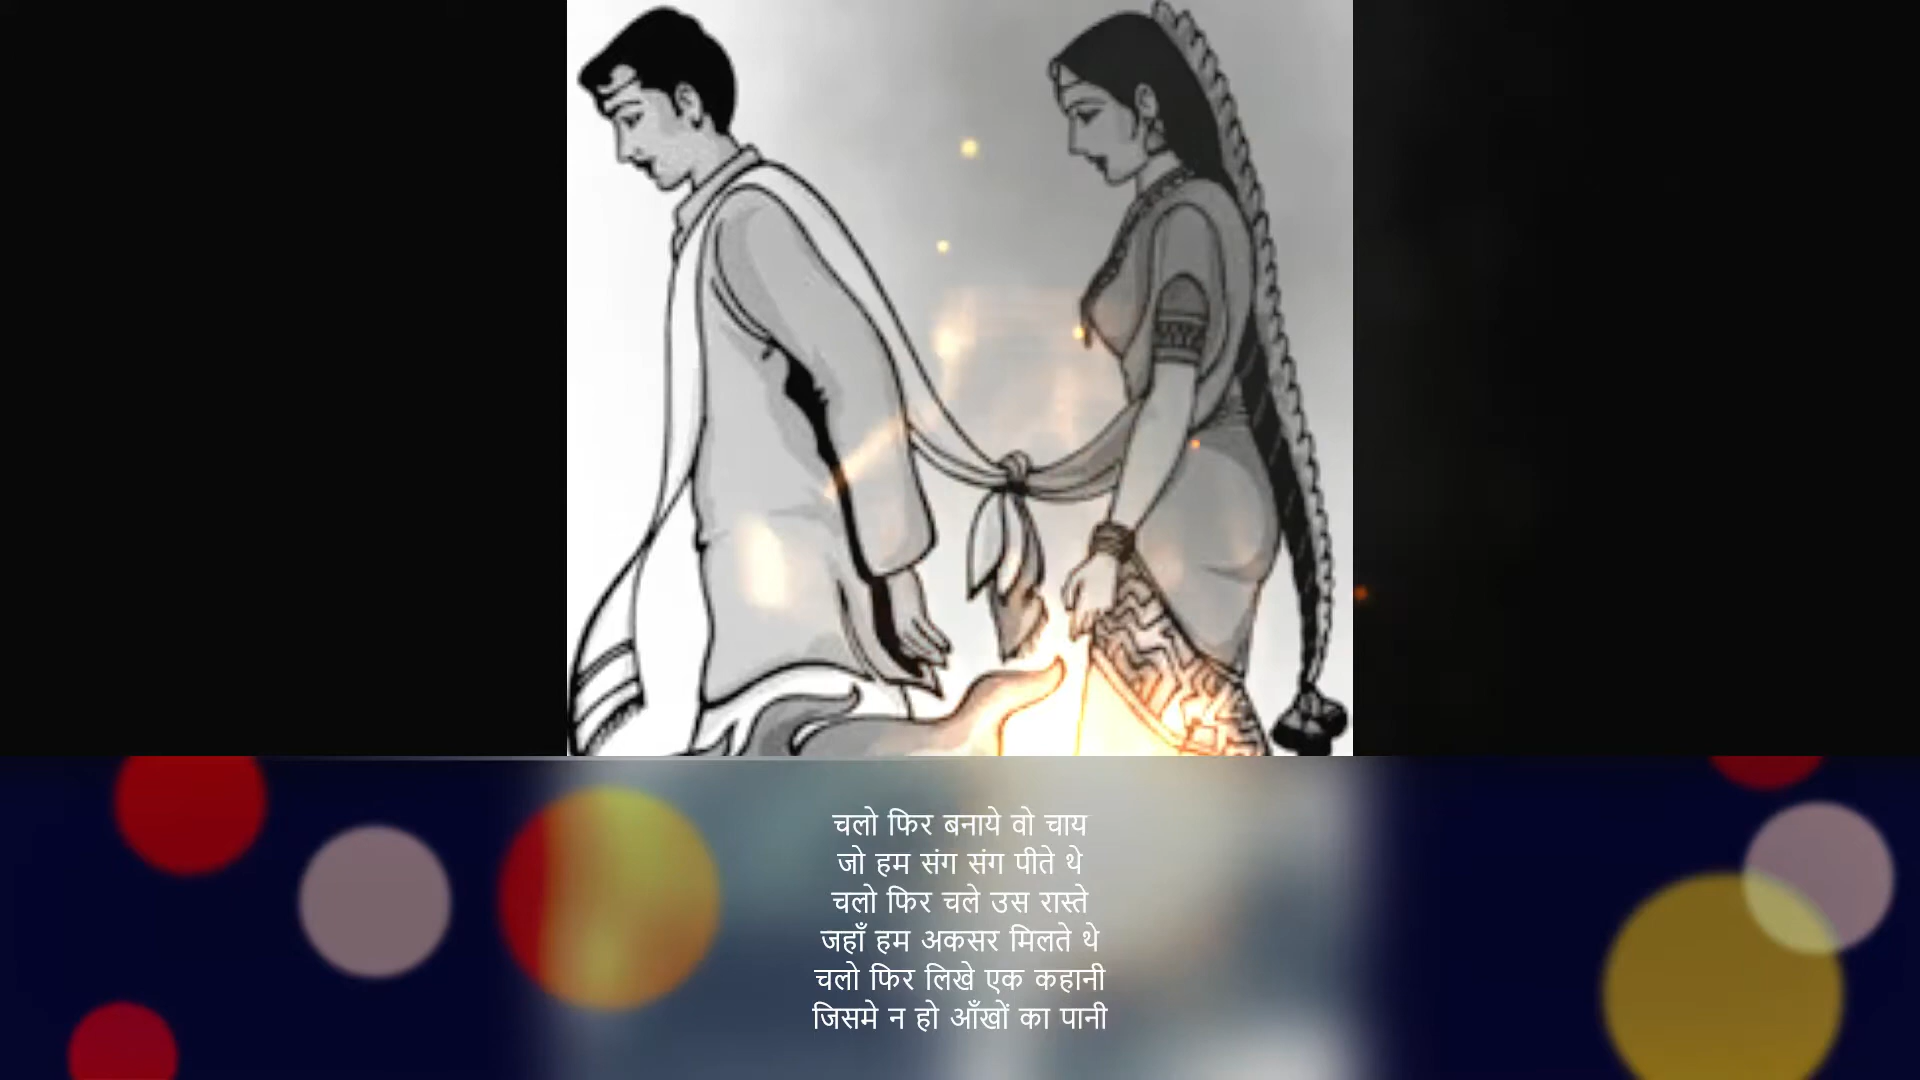 चलो फिर बनाये वो चाय
जो हम संग संग पीते थे
चलो फिर चले उस रास्ते
जहाँ हम अकसर मिलते थे
चलो फिर लिखे एक कहानी
जिसमे न हो आँखों का पानी